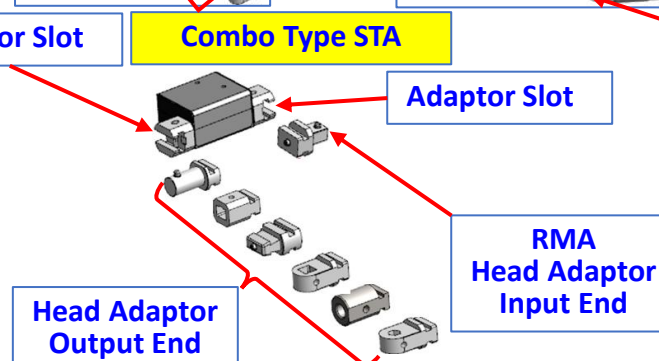 or Slot
Combo Type STA
Adaptor Slot
RMA
Head Adaptor
Input End
Head Adaptor
Output End